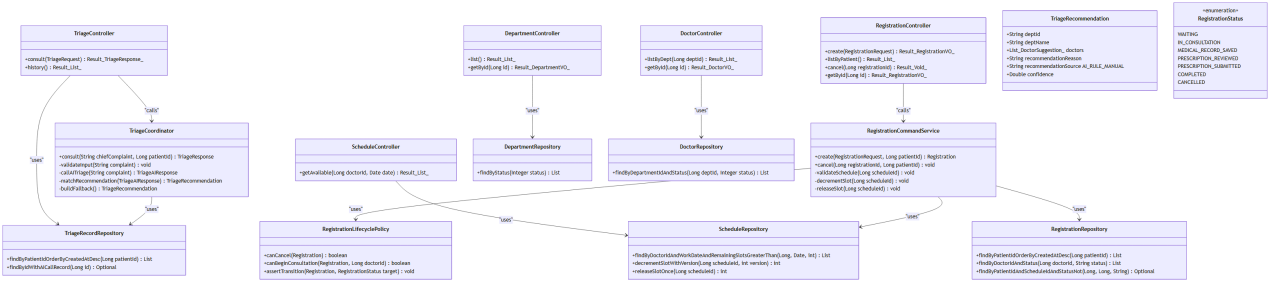 TriageController
+consult(TriageRequest) : Result_TriageResponse_
+history() : Result_List_
"calls"
"uses"
TriageCoordinator
+consult(String chiefComplaint, Long patientId) : TriageResponse
-validateInput(String complaint) : void
-callAiTriage(String complaint) : TriageAiResponse
-matchRecommendation(TriageAiResponse) : TriageRecommendation
-buildFallback() : TriageRecommendation
"uses"
TriageRecordRepository
+findByPatientIdOrderByCreatedAtDesc(Long patientId) : List
+findByIdWithAiCallRecord(Long id) : Optional
DepartmentController
+list() : Result_List_
+getById(Long id) : Result_DepartmentVO_
"uses"
DepartmentRepository
+findByStatus(Integer status) : List
DoctorController
+listByDept(Long deptId) : Result_List_
+getById(Long id) : Result_DoctorVO_
"uses"
DoctorRepository
+findByDepartmentIdAndStatus(Long deptId, Integer status) : List
ScheduleController
+getAvailable(Long doctorId, Date date) : Result_List_
"uses"
RegistrationController
+create(RegistrationRequest) : Result_RegistrationVO_
+listByPatient() : Result_List_
+cancel(Long registrationId) : Result_Void_
+getById(Long id) : Result_RegistrationVO_
"calls"
RegistrationCommandService
+create(RegistrationRequest, Long patientId) : Registration
+cancel(Long registrationId, Long patientId) : void
-validateSchedule(Long scheduleId) : void
-decrementSlot(Long scheduleId) : void
-releaseSlot(Long scheduleId) : void
"uses"
"uses"
"uses"
RegistrationLifecyclePolicy
+canCancel(Registration) : boolean
+canBeginConsultation(Registration, Long doctorId) : boolean
+assertTransition(Registration, RegistrationStatus target) : void
ScheduleRepository
+findByDoctorIdAndWorkDateAndRemainingSlotsGreaterThan(Long, Date, int) : List
+decrementSlotWithVersion(Long scheduleId, int version) : int
+releaseSlotOnce(Long scheduleId) : int
RegistrationRepository
+findByPatientIdOrderByCreatedAtDesc(Long patientId) : List
+findByDoctorIdAndStatus(Long doctorId, String status) : List
+findByPatientIdAndScheduleIdAndStatusNot(Long, Long, String) : Optional
TriageRecommendation
+String deptId
+String deptName
+List_DoctorSuggestion_ doctors
+String recommendationReason
+String recommendationSource AI_RULE_MANUAL
+Double confidence
«enumeration»
RegistrationStatus
WAITING
IN_CONSULTATION
MEDICAL_RECORD_SAVED
PRESCRIPTION_REVIEWED
PRESCRIPTION_SUBMITTED
COMPLETED
CANCELLED